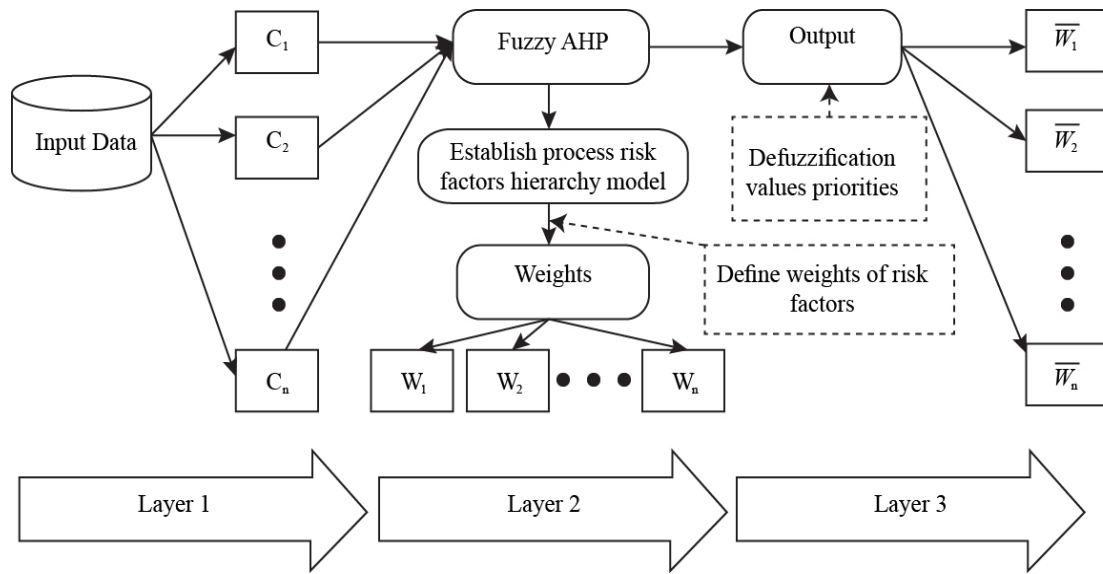 Input Data
C₁
C₂
Cₙ
Fuzzy AHP
Establish process risk
factors hierarchy model
Weights
W₁
W₂
Wₙ
Define weights of risk
factors
Output
Defuzzification
values priorities
W̅₁
W̅₂
W̅ₙ
Layer 1
Layer 2
Layer 3